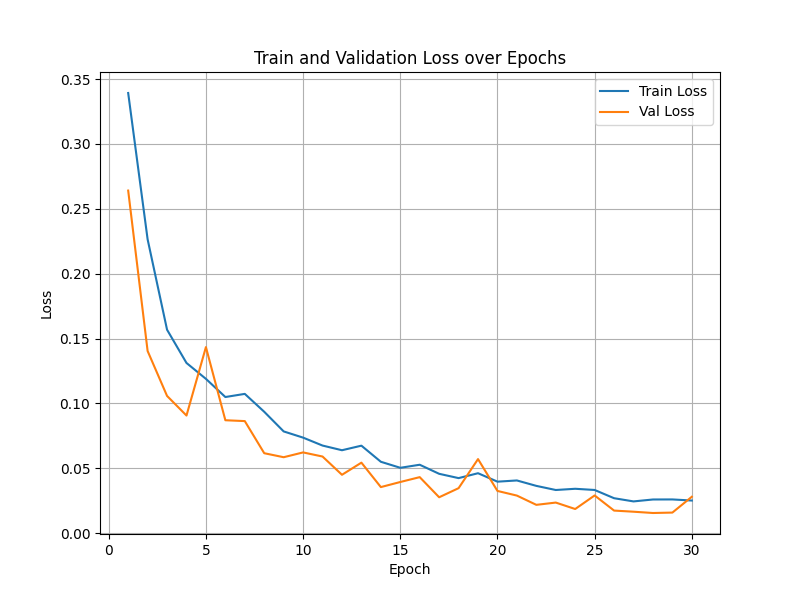 Train and Validation Loss over Epochs
Train Loss
Val Loss
0.35
0.30
0.25
0.20
0.15
0.10
0.05
0.00
Loss
0 5 10 15 20 25 30
Epoch